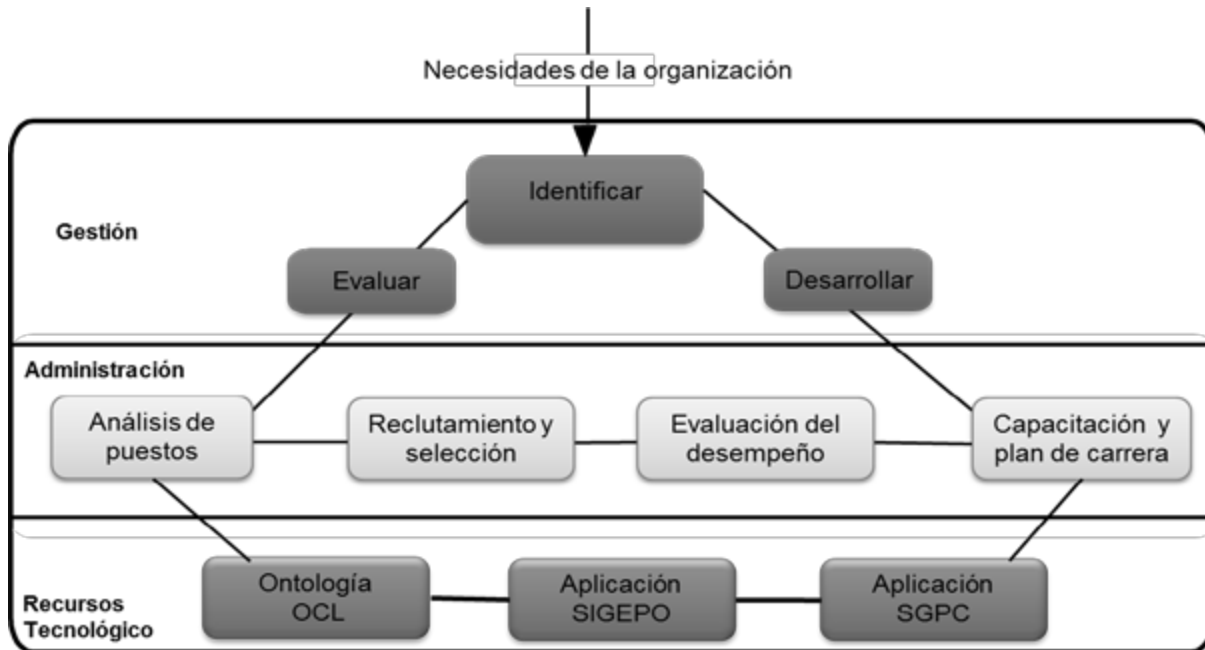 Necesidades de la organización
Identificar
Gestión
Evaluar
Desarrollar
Administración
Análisis de
puestos
Reclutamiento y
selección
Evaluación del
desempeño
Capacitación y
plan de carrera
Ontología
OCL
Aplicación
SIGEPO
Aplicación
SGPC
Recursos
Tecnológico